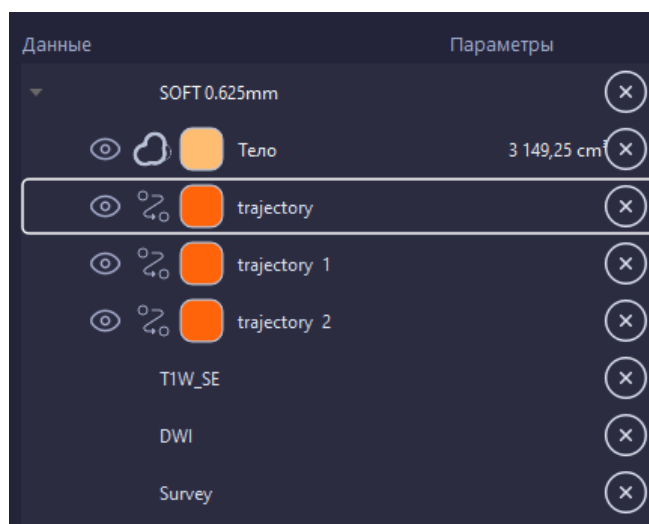 Данные Параметры
SOFT 0.625mm
Тело 3 149,25 cm³
trajectory
trajectory 1
trajectory 2
T1W_SE
DWI
Survey